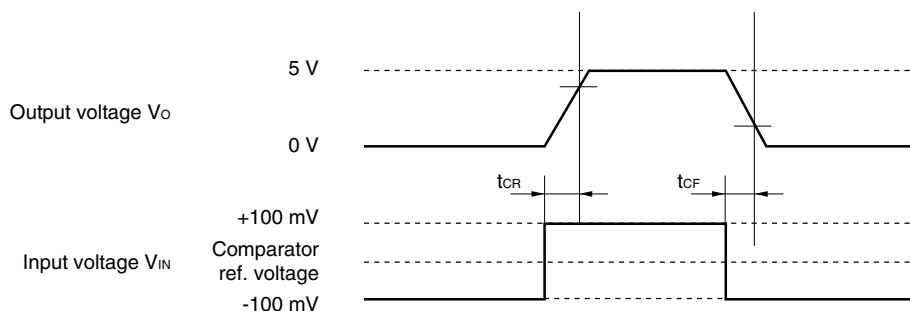 5 V
Output voltage Vo
0 V
tCR
tCF
+100 mV
Comparator
ref. voltage
Input voltage VIN
-100 mV